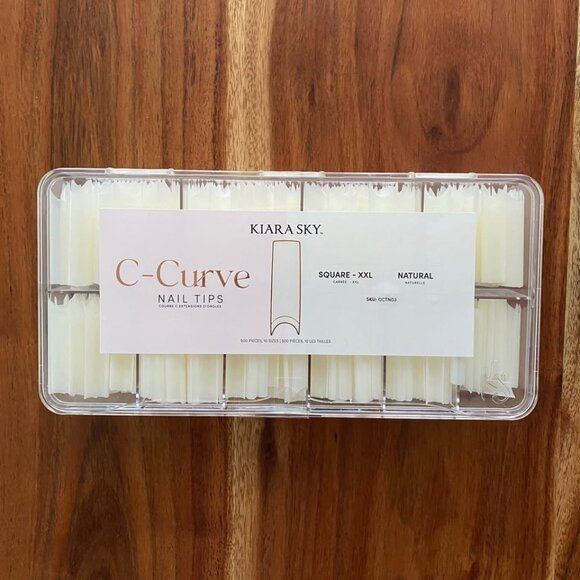 KIARA SKY™
C-Curve
NAIL TIPS
COURBE C EXTENSIONS D'ONGLES
SQUARE - XXL
CARRÉE - XXL
NATURAL
NATURELLE
SKU: CCTN03
500 PIECES, 10 SIZES | 500 PIÈCES, 10 LES TAILLES